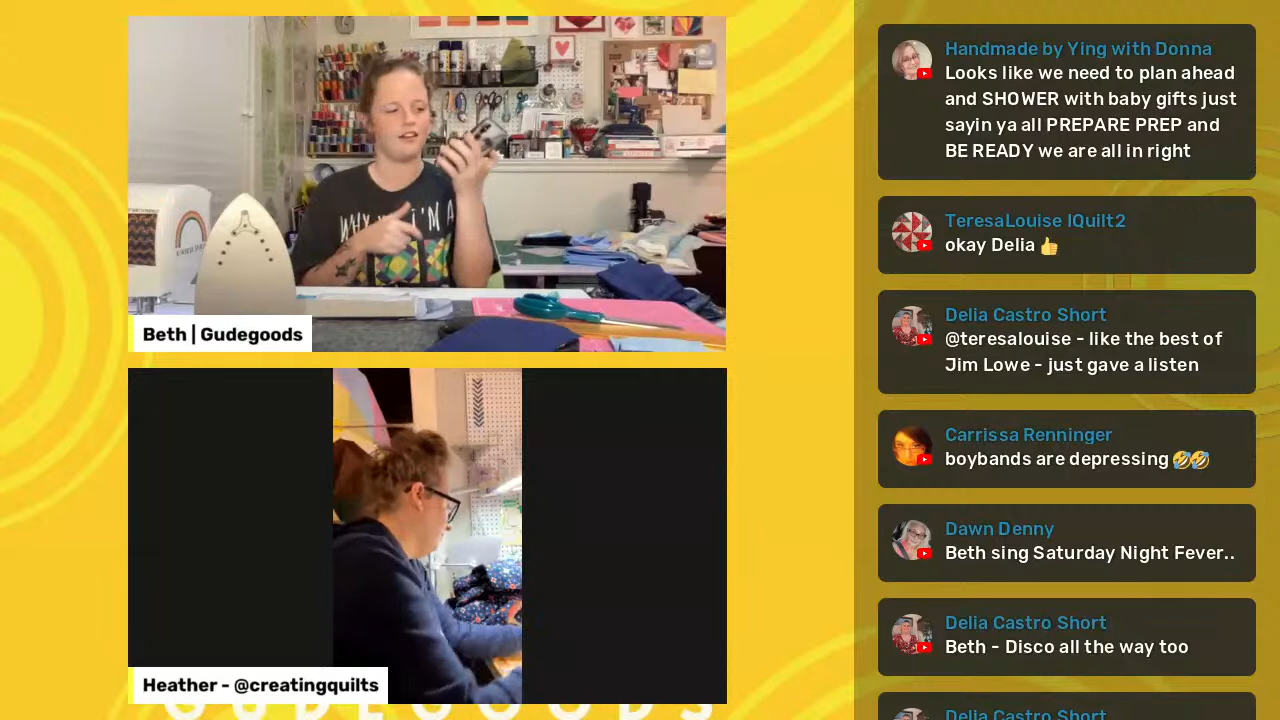 WHY YES I'M A
Beth | Gudegoods
Heather - @creatingquilts
GUDEGOODS
Handmade by Ying with Donna
Looks like we need to plan ahead
and SHOWER with baby gifts just
sayin ya all PREPARE PREP and
BE READY we are all in right
TeresaLouise IQuilt2
okay Delia 👍
Delia Castro Short
@teresalouise - like the best of
Jim Lowe - just gave a listen
Carrissa Renninger
boybands are depressing 🤣🤣
Dawn Denny
Beth sing Saturday Night Fever..
Delia Castro Short
Beth - Disco all the way too
Delia Castro Short